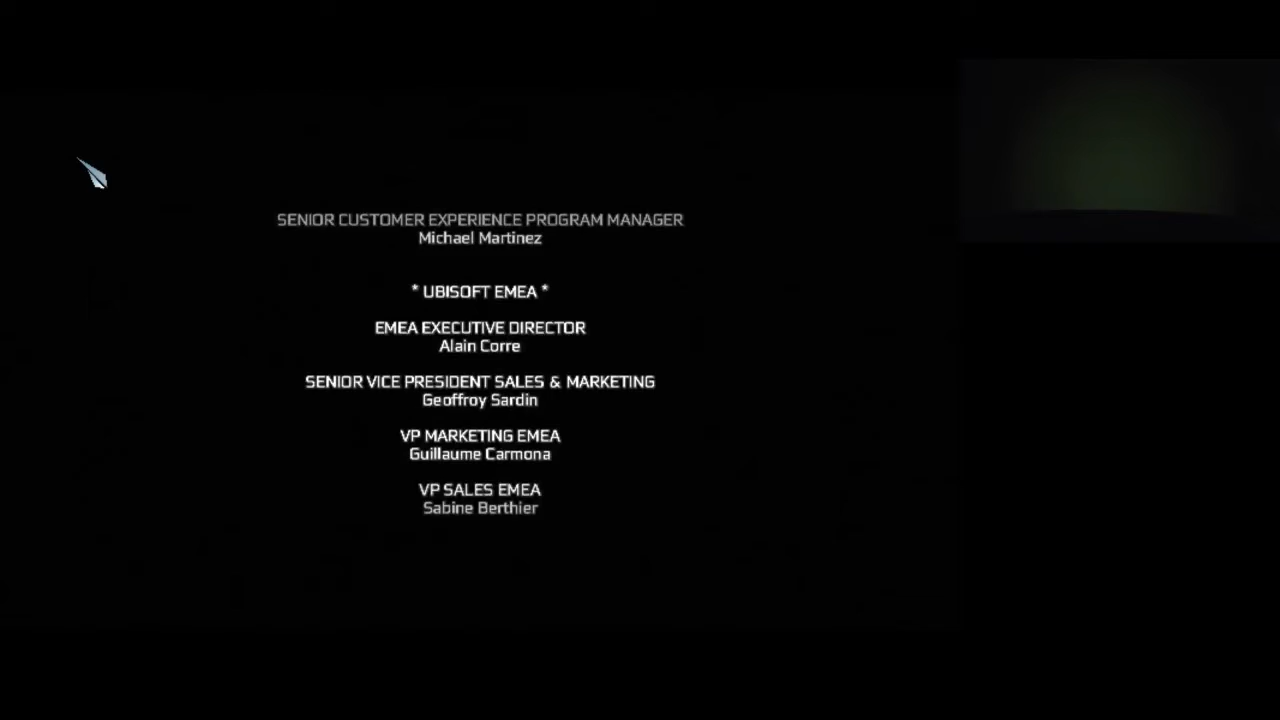 SENIOR CUSTOMER EXPERIENCE PROGRAM MANAGER
Michael Martinez
* UBISOFT EMEA *
EMEA EXECUTIVE DIRECTOR
Alain Corre
SENIOR VICE PRESIDENT SALES & MARKETING
Geoffroy Sardin
VP MARKETING EMEA
Guillaume Carmona
VP SALES EMEA
Sabine Berthier